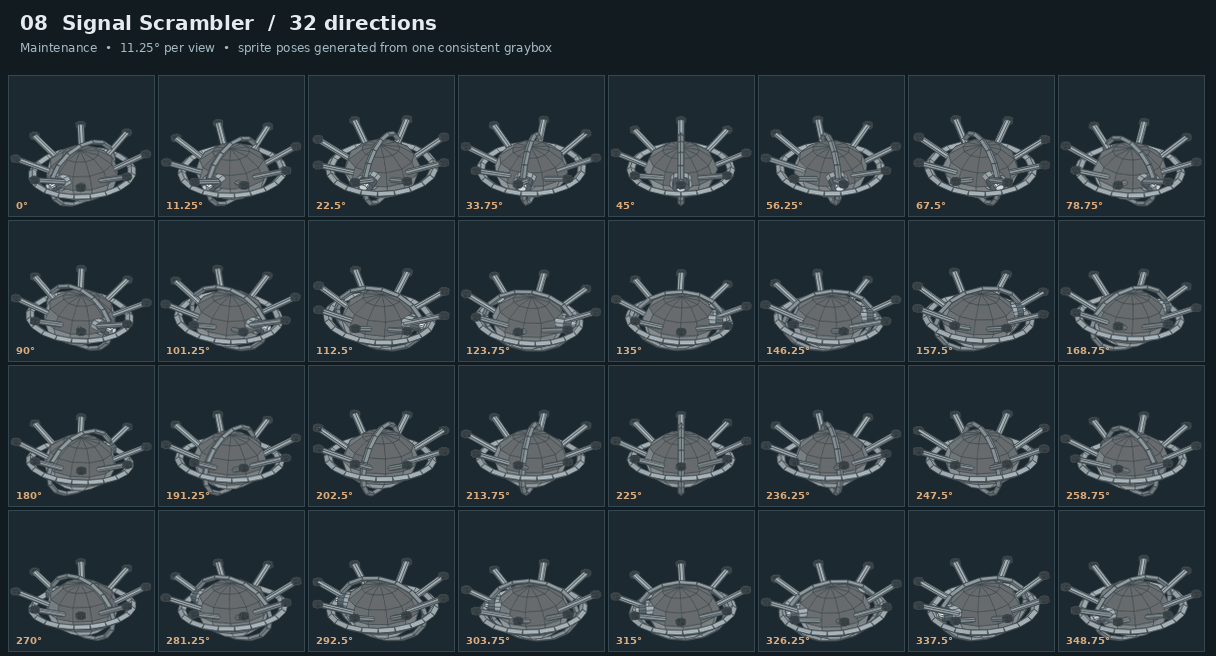 08 Signal Scrambler / 32 directions
Maintenance • 11.25° per view • sprite poses generated from one consistent graybox
0° 11.25° 22.5° 33.75° 45° 56.25° 67.5° 78.75°
90° 101.25° 112.5° 123.75° 135° 146.25° 157.5° 168.75°
180° 191.25° 202.5° 213.75° 225° 236.25° 247.5° 258.75°
270° 281.25° 292.5° 303.75° 315° 326.25° 337.5° 348.75°